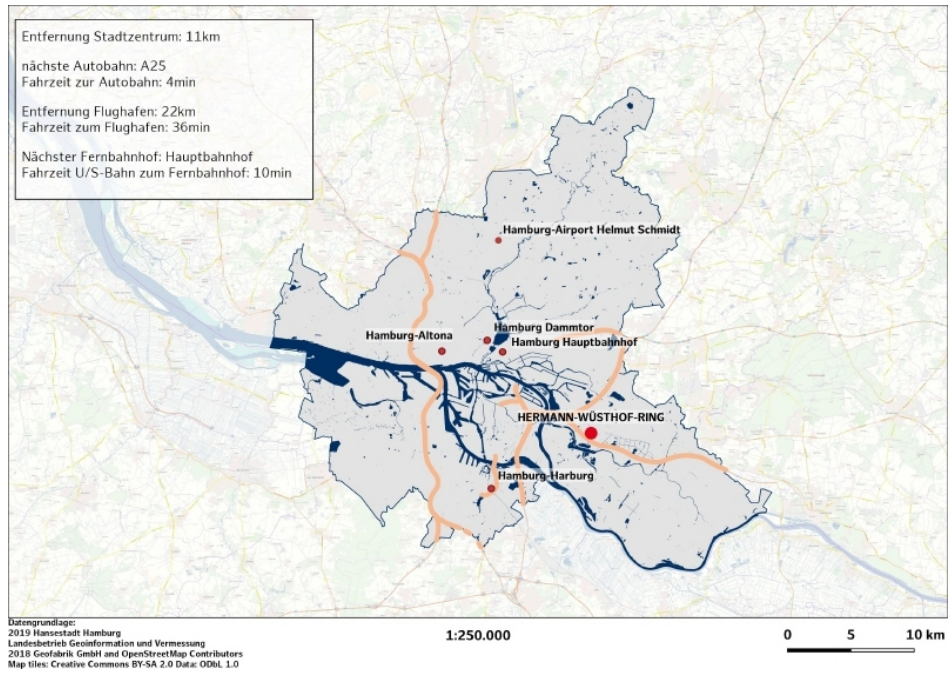 Entfernung Stadtzentrum: 11km
nächste Autobahn: A25
Fahrzeit zur Autobahn: 4min
Entfernung Flughafen: 22km
Fahrzeit zum Flughafen: 36min
Nächster Fernbahnhof: Hauptbahnhof
Fahrzeit U/S-Bahn zum Fernbahnhof: 10min
Hamburg-Airport Helmut Schmidt
Hamburg Dammtor
Hamburg-Altona
Hamburg Hauptbahnhof
HERMANN-WÜSTHOF-RING
Hamburg-Harburg
Datengrundlage:
2019 Hansestadt Hamburg
Landesbetrieb Geoinformation und Vermessung
2018 Geofabrik GmbH and OpenStreetMap Contributors
Map tiles: Creative Commons BY-SA 2.0 Data: ODbL 1.0
1:250.000
0 5 10 km